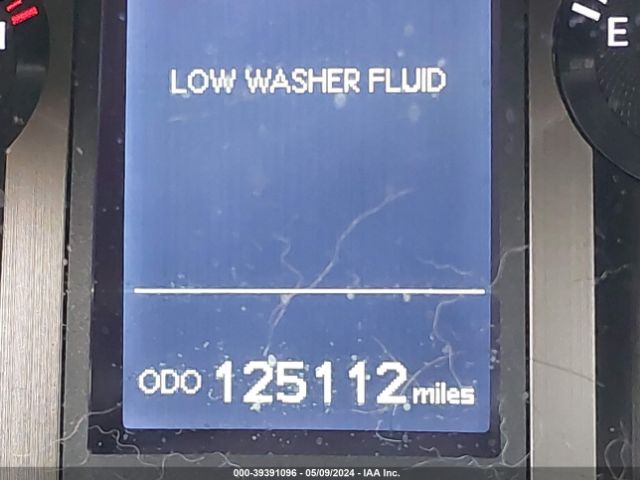 E
LOW WASHER FLUID
ODO 125112 miles
000-39391096 - 05/09/2024 - IAA Inc.